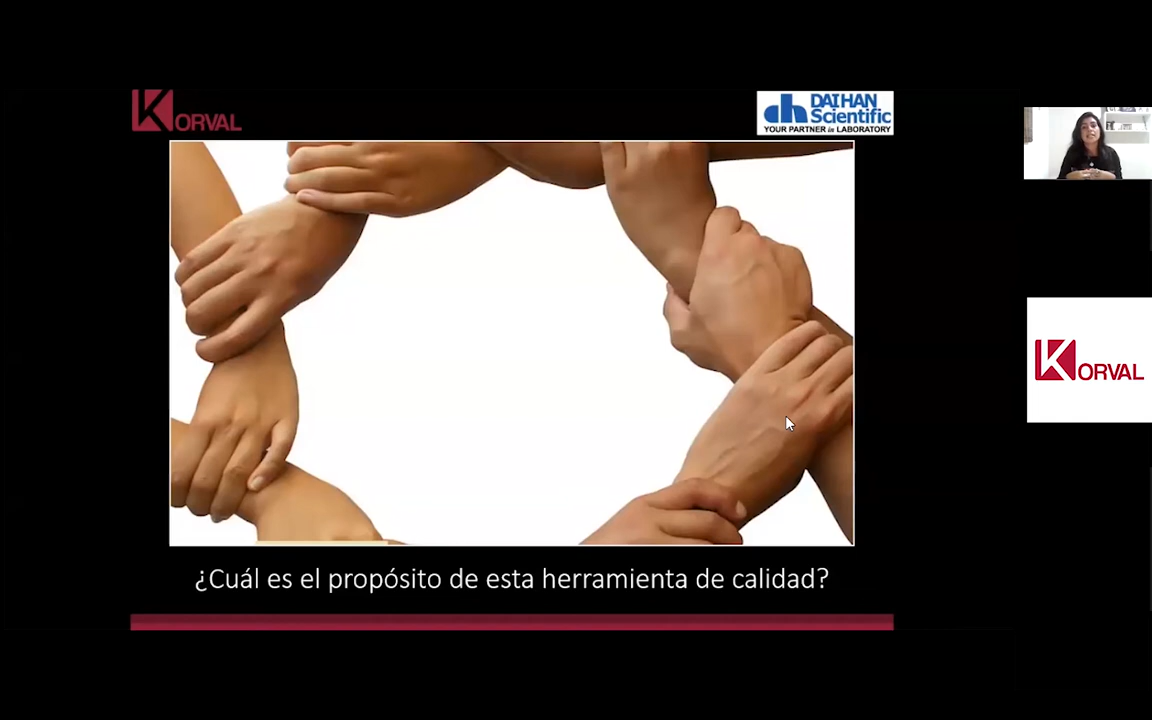 KORVAL
DAIHAN
Scientific
YOUR PARTNER in LABORATORY
KORVAL
¿Cuál es el propósito de esta herramienta de calidad?